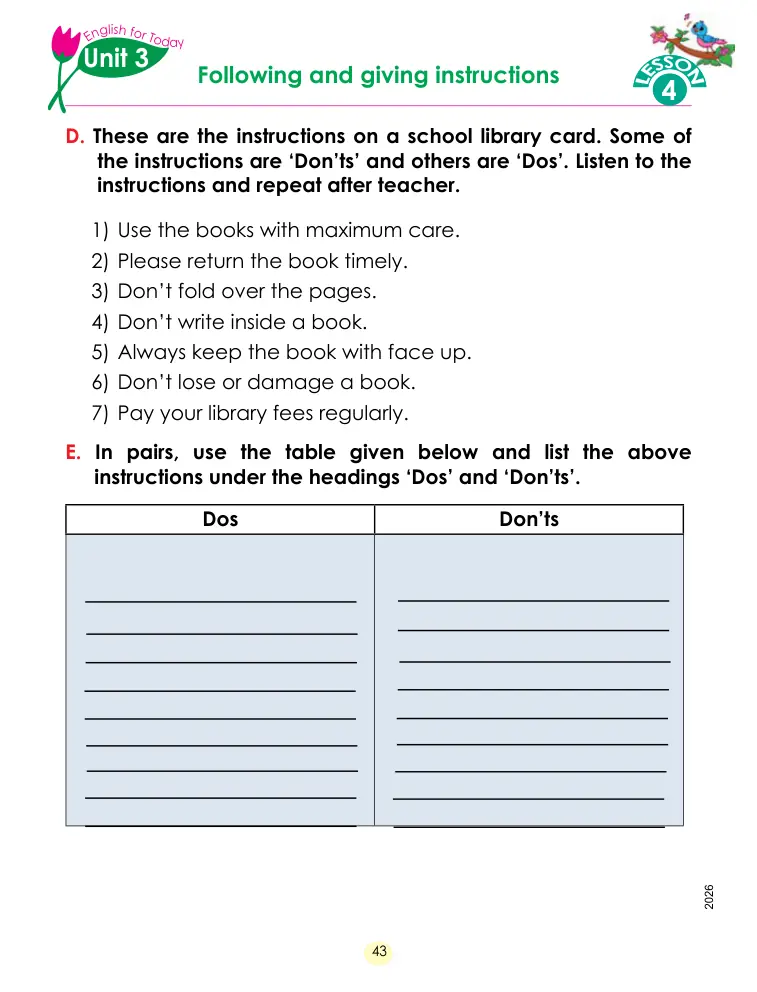 English for Today
Unit 3
Following and giving instructions
LESSON
4
D. These are the instructions on a school library card. Some of
the instructions are ‘Don’ts’ and others are ‘Dos’. Listen to the
instructions and repeat after teacher.
1) Use the books with maximum care.
2) Please return the book timely.
3) Don’t fold over the pages.
4) Don’t write inside a book.
5) Always keep the book with face up.
6) Don’t lose or damage a book.
7) Pay your library fees regularly.
E. In pairs, use the table given below and list the above
instructions under the headings ‘Dos’ and ‘Don’ts’.
Dos
Don’ts
2026
43